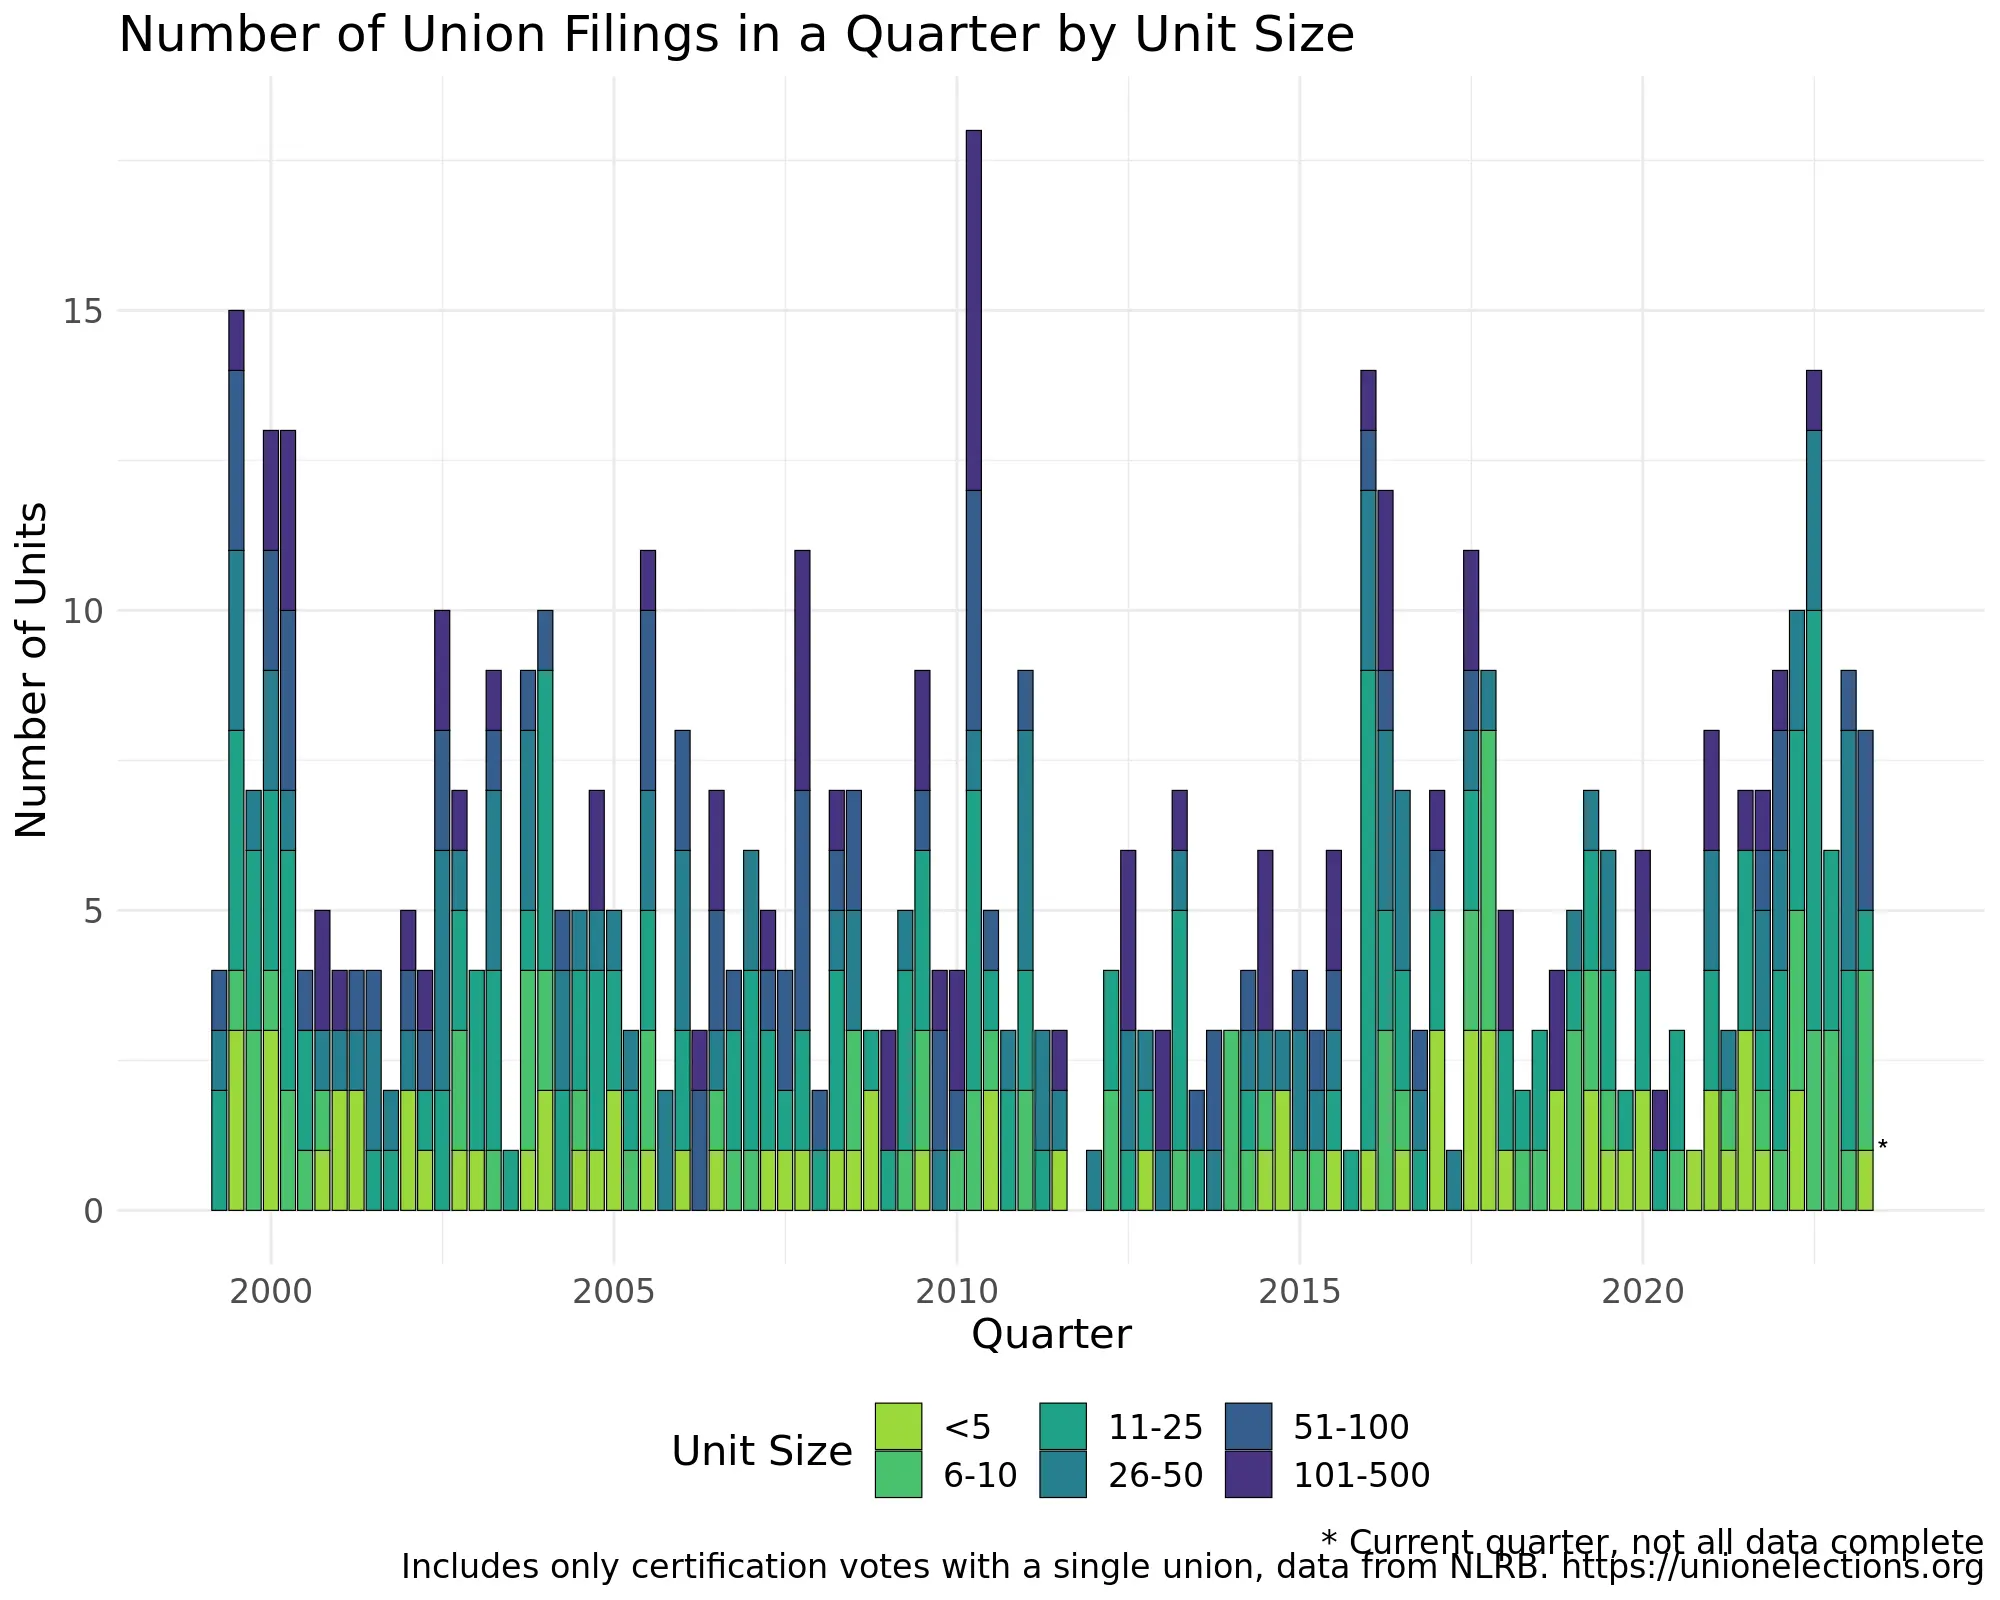 Number of Union Filings in a Quarter by Unit Size
Number of Units
15
10
5
0
*
2000 2005 2010 2015 2020
Quarter
Unit Size
<5 11-25 51-100
6-10 26-50 101-500
* Current quarter, not all data complete
Includes only certification votes with a single union, data from NLRB. https://unionelections.org